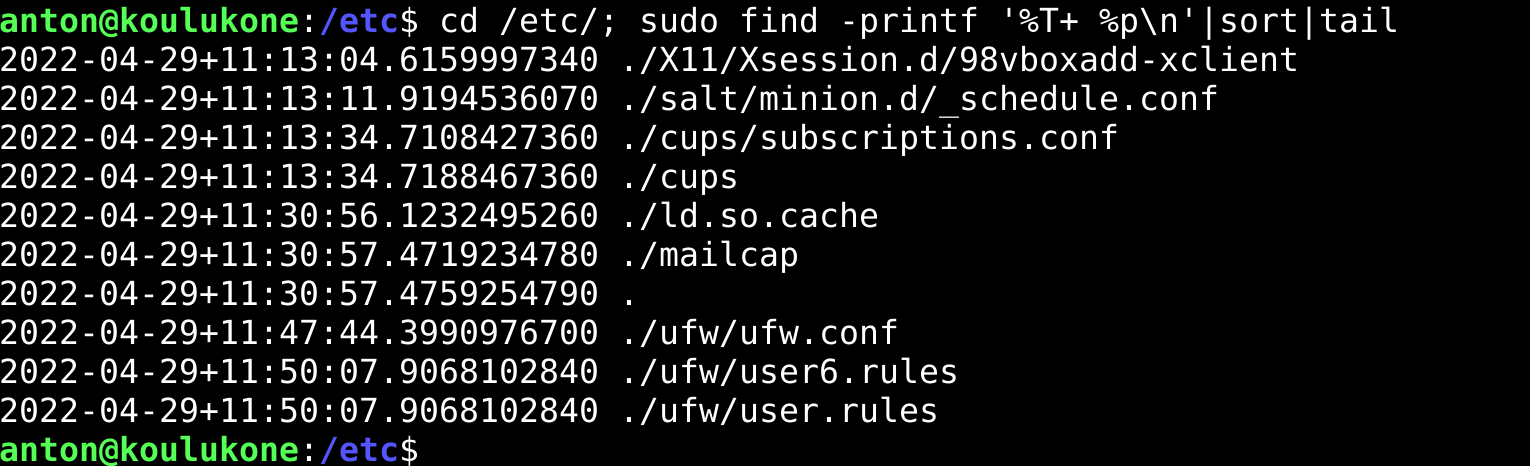 anton@koulukone:/etc$ cd /etc/; sudo find -printf '%T+ %p\n'|sort|tail
2022-04-29+11:13:04.6159997340 ./X11/Xsession.d/98vboxadd-xclient
2022-04-29+11:13:11.9194536070 ./salt/minion.d/_schedule.conf
2022-04-29+11:13:34.7108427360 ./cups/subscriptions.conf
2022-04-29+11:13:34.7188467360 ./cups
2022-04-29+11:30:56.1232495260 ./ld.so.cache
2022-04-29+11:30:57.4719234780 ./mailcap
2022-04-29+11:30:57.4759254790 .
2022-04-29+11:47:44.3990976700 ./ufw/ufw.conf
2022-04-29+11:50:07.9068102840 ./ufw/user6.rules
2022-04-29+11:50:07.9068102840 ./ufw/user.rules
anton@koulukone:/etc$